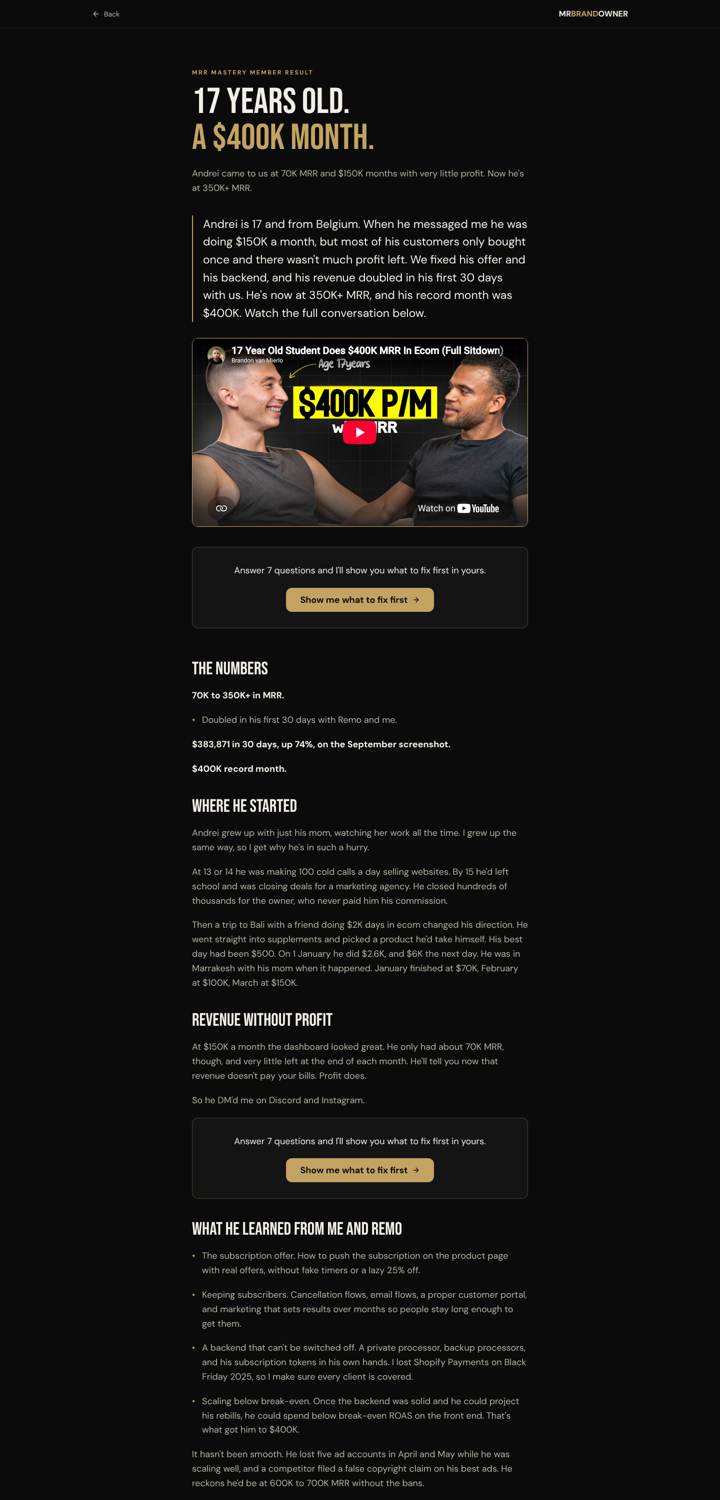 ← Back
MRBRANDOWNER
MRR MASTERY MEMBER RESULT
17 YEARS OLD.
A $400K MONTH.
Andrei came to us at 70K MRR and $150K months with very little profit. Now he's
at 350K+ MRR.
Andrei is 17 and from Belgium. When he messaged me he was
doing $150K a month, but most of his customers only bought
once and there wasn't much profit left. We fixed his offer and
his backend, and his revenue doubled in his first 30 days
with us. He's now at 350K+ MRR, and his record month was
$400K. Watch the full conversation below.
17 Year Old Student Does $400K MRR In Ecom (Full Sitdown)
Brandon van Mierlo
Age 17years
$400K P/M
Watch on YouTube
Answer 7 questions and I'll show you what to fix first in yours.
Show me what to fix first →
THE NUMBERS
70K to 350K+ in MRR.
• Doubled in his first 30 days with Remo and me.
$383,871 in 30 days, up 74%, on the September screenshot.
$400K record month.
WHERE HE STARTED
Andrei grew up with just his mom, watching her work all the time. I grew up the
same way, so I get why he's in such a hurry.
At 13 or 14 he was making 100 cold calls a day selling websites. By 15 he'd left
school and was closing deals for a marketing agency. He closed hundreds of
thousands for the owner, who never paid him his commission.
Then a trip to Bali with a friend doing $2K days in ecom changed his direction. He
went straight into supplements and picked a product he'd take himself. His best
day had been $500. On 1 January he did $2.6K, and $6K the next day. He was in
Marrakesh with his mom when it happened. January finished at $70K, February
at $100K, March at $150K.
REVENUE WITHOUT PROFIT
At $150K a month the dashboard looked great. He only had about 70K MRR,
though, and very little left at the end of each month. He'll tell you now that
revenue doesn't pay your bills. Profit does.
So he DM'd me on Discord and Instagram.
Answer 7 questions and I'll show you what to fix first in yours.
Show me what to fix first →
WHAT HE LEARNED FROM ME AND REMO
• The subscription offer. How to push the subscription on the product page
with real offers, without fake timers or a lazy 25% off.
• Keeping subscribers. Cancellation flows, email flows, a proper customer portal,
and marketing that sets results over months so people stay long enough to
get them.
• A backend that can't be switched off. A private processor, backup processors,
and his subscription tokens in his own hands. I lost Shopify Payments on Black
Friday 2025, so I make sure every client is covered.
• Scaling below break-even. Once the backend was solid and he could project
his rebills, he could spend below break-even ROAS on the front end. That's
what got him to $400K.
It hasn't been smooth. He lost five ad accounts in April and May while he was
scaling well, and a competitor filed a false copyright claim on his best ads. He
reckons he'd be at 600K to 700K MRR without the bans.